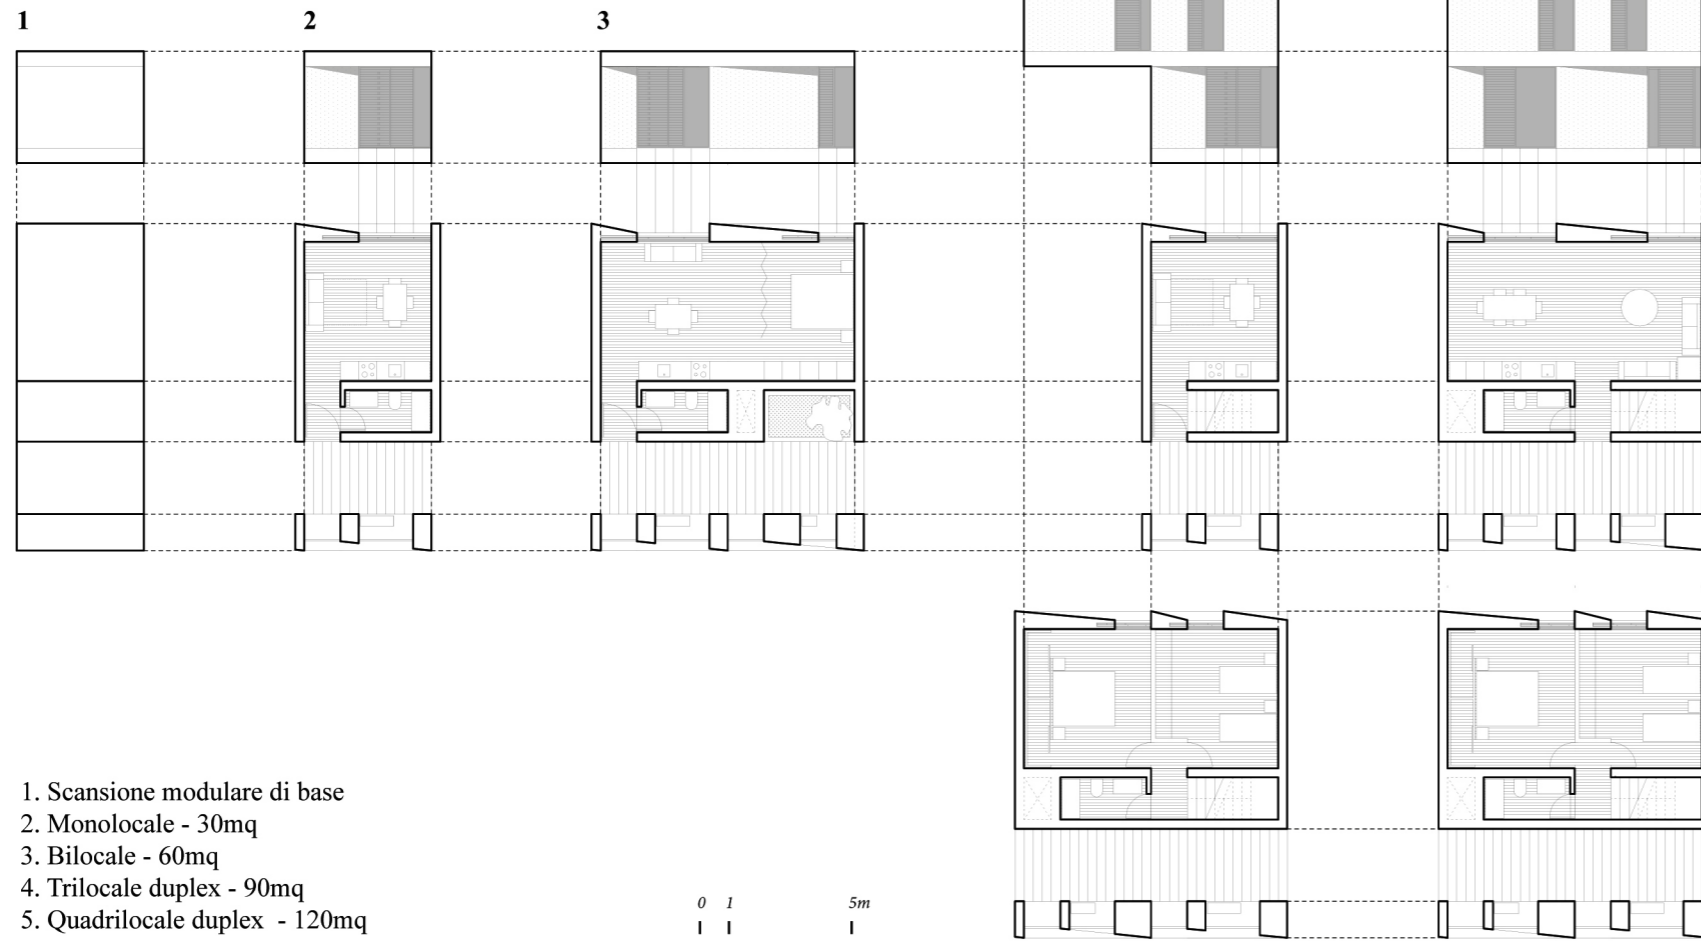 1 2 3
1. Scansione modulare di base
2. Monolocale - 30mq
3. Bilocale - 60mq
4. Trilocale duplex - 90mq
5. Quadrilocale duplex - 120mq
0 1 5m